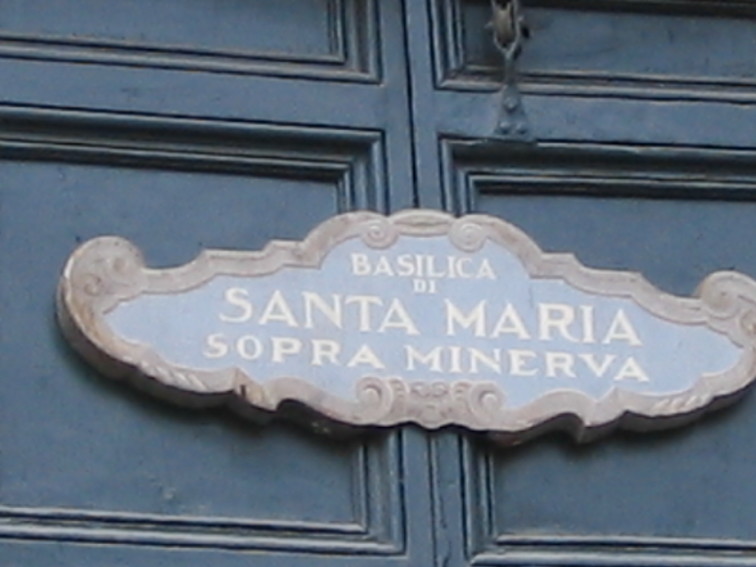 BASILICA
DI
SANTA MARIA
SOPRA MINERVA